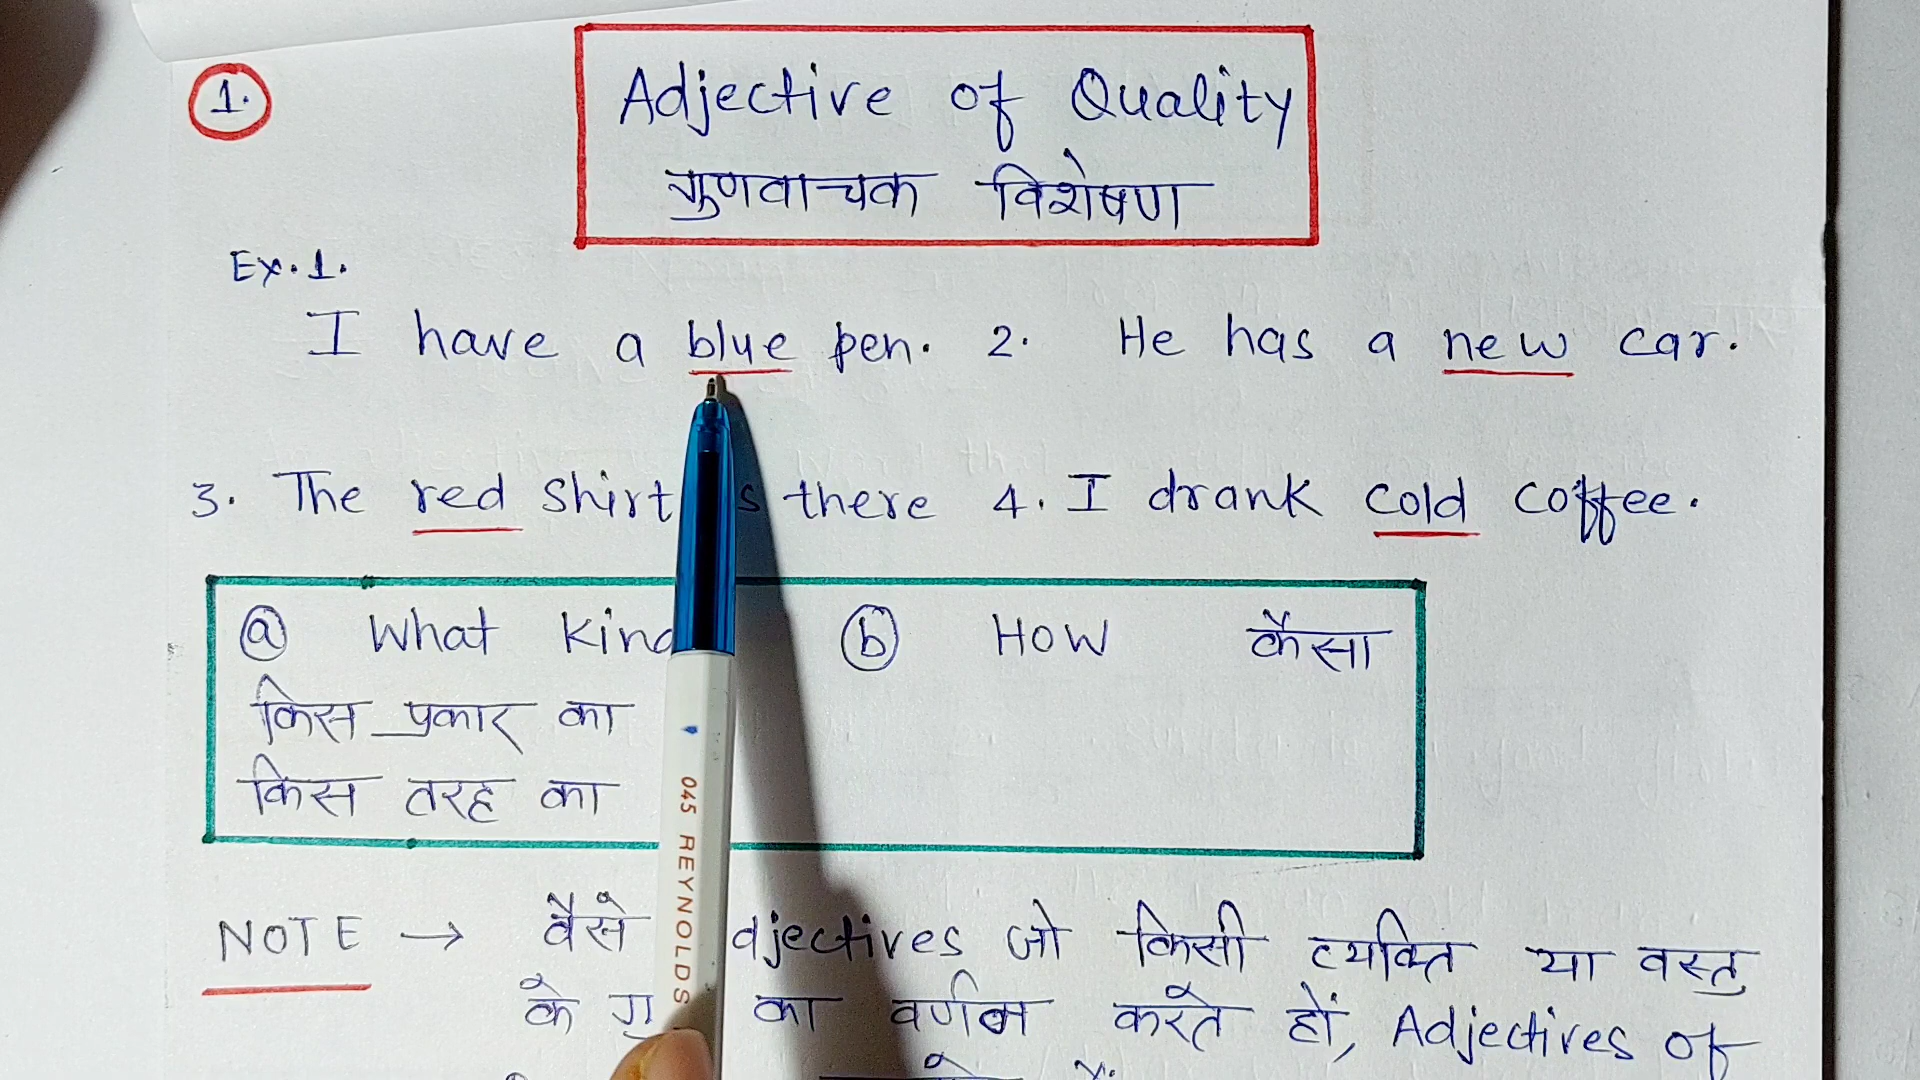 1.
Adjective of Quality
गुणवाचक विशेषण
Ex.1.
I have a blue pen. 2. He has a new car.
3. The red shirt there 4. I drank cold coffee.
ⓐ What Kind ⓑ How कैसा
किस प्रकार का
किस तरह का
045 REYNOLDS
NOTE → वैसे djectives जो किसी व्यक्ति या वस्तु
के का वर्णन करते हों, Adjectives of